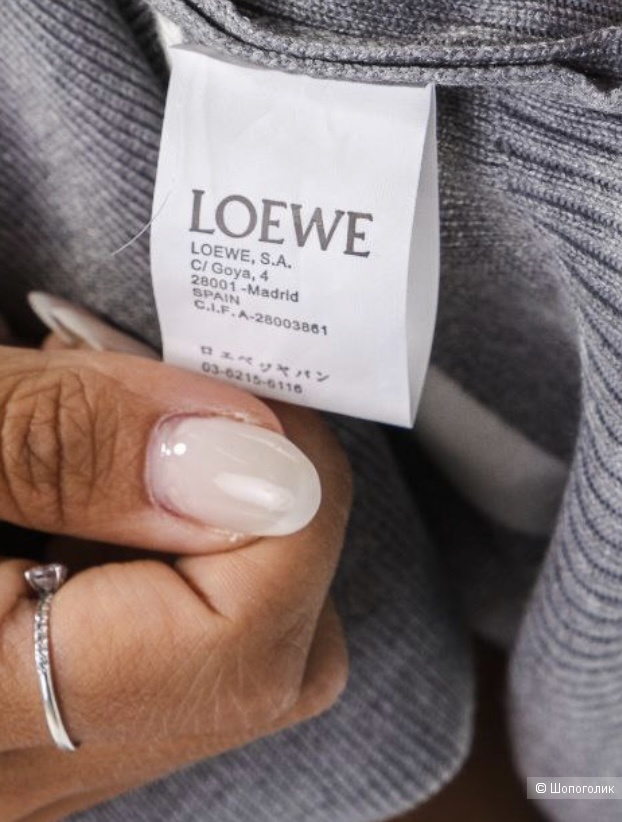 LOEWE
LOEWE, S.A.
C/ Goya, 4
28001 -Madrid
SPAIN
C.I.F. A-28003861
ロエベジャパン
03-6215-6116
© Шопоголик